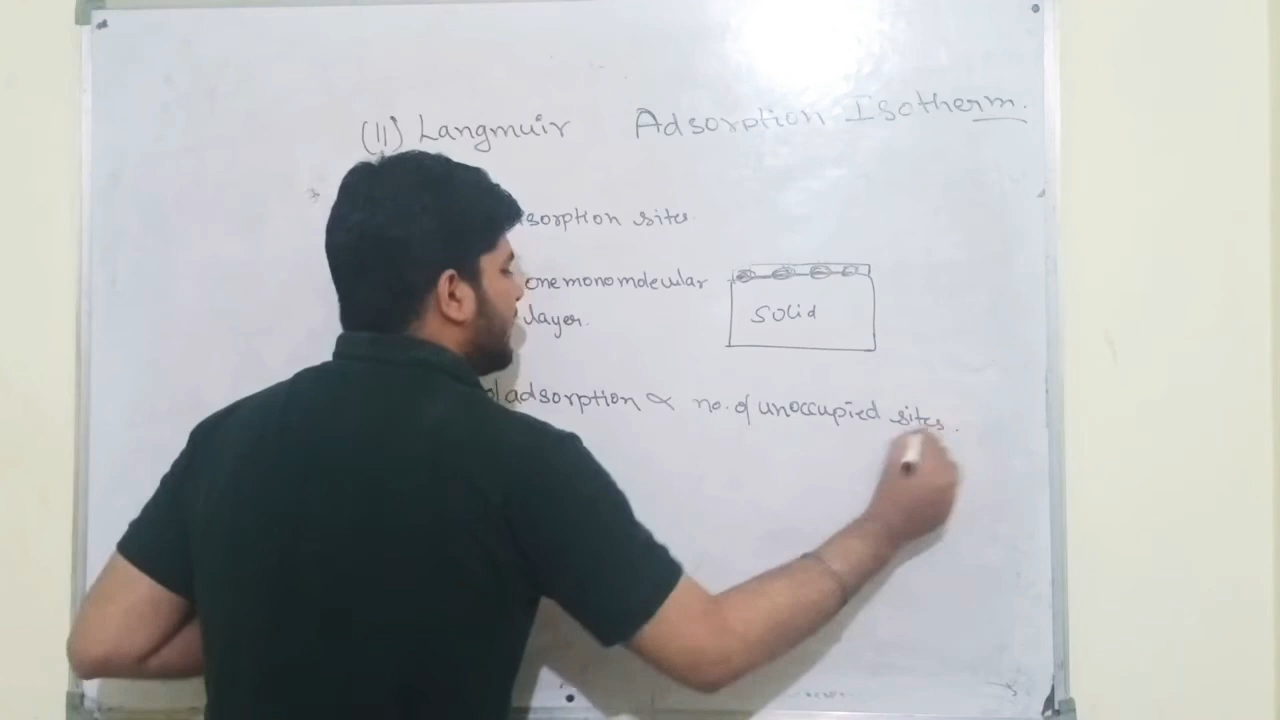 (II) Langmuir Adsorption Isotherm.
sorption sites.
one monomolecular
layer.
Solid
adsorption ∝ no. of unoccupied sites.